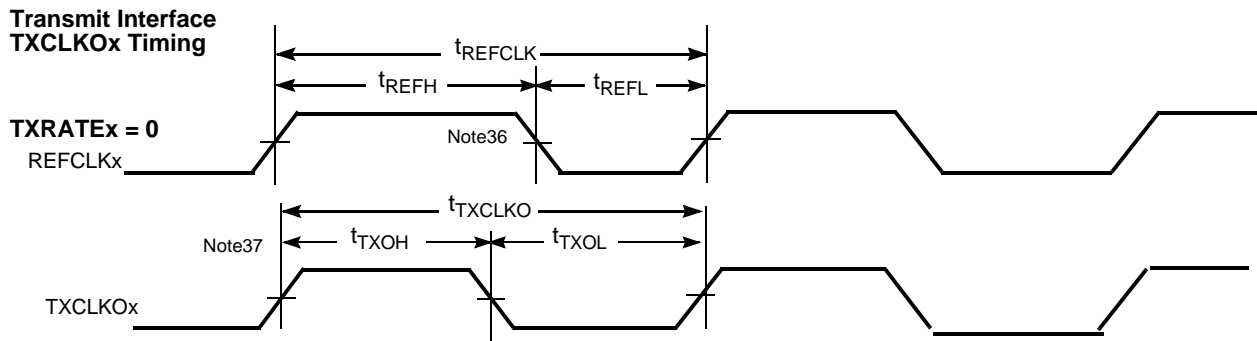 Transmit Interface
TXCLKOx Timing
tREFCLK
tREFH
tREFL
TXRATEx = 0
Note36
REFCLKx
tTXCLKO
Note37
tTXOH
tTXOL
TXCLKOx